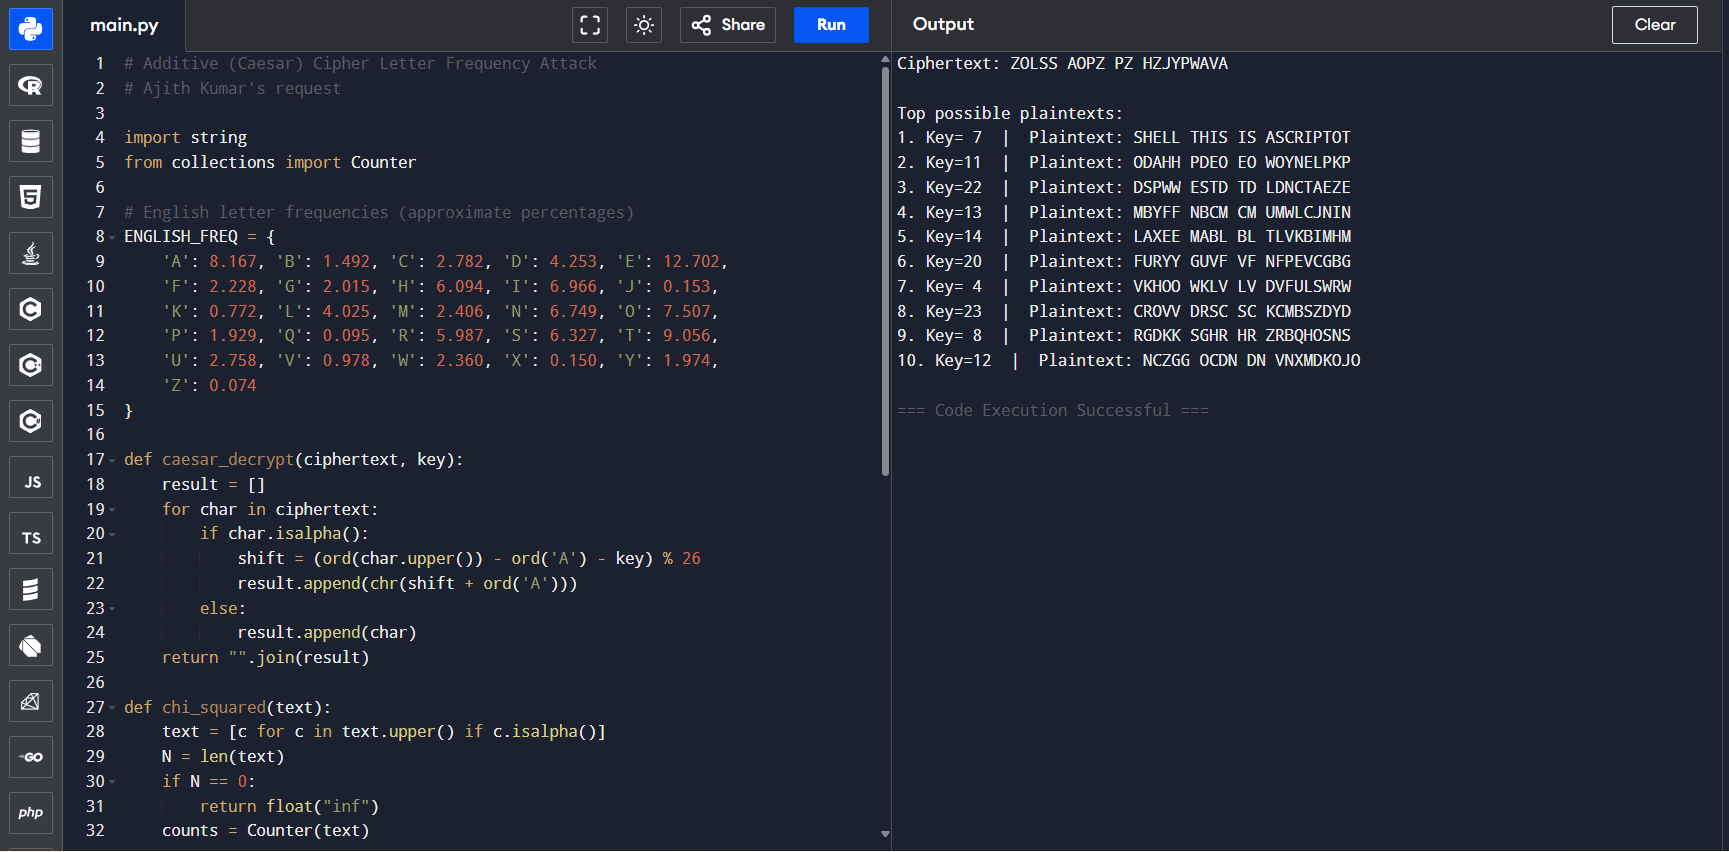 main.py
Share
Run
Output
Clear
1 # Additive (Caesar) Cipher Letter Frequency Attack
2 # Ajith Kumar's request
3
4 import string
5 from collections import Counter
6
7 # English letter frequencies (approximate percentages)
8 ENGLISH_FREQ = {
9     'A': 8.167, 'B': 1.492, 'C': 2.782, 'D': 4.253, 'E': 12.702,
10     'F': 2.228, 'G': 2.015, 'H': 6.094, 'I': 6.966, 'J': 0.153,
11     'K': 0.772, 'L': 4.025, 'M': 2.406, 'N': 6.749, 'O': 7.507,
12     'P': 1.929, 'Q': 0.095, 'R': 5.987, 'S': 6.327, 'T': 9.056,
13     'U': 2.758, 'V': 0.978, 'W': 2.360, 'X': 0.150, 'Y': 1.974,
14     'Z': 0.074
15 }
16
17 def caesar_decrypt(ciphertext, key):
18     result = []
19     for char in ciphertext:
20         if char.isalpha():
21             shift = (ord(char.upper()) - ord('A') - key) % 26
22             result.append(chr(shift + ord('A')))
23         else:
24             result.append(char)
25     return "".join(result)
26
27 def chi_squared(text):
28     text = [c for c in text.upper() if c.isalpha()]
29     N = len(text)
30     if N == 0:
31         return float("inf")
32     counts = Counter(text)
Ciphertext: ZOLSS AOPZ PZ HZJYPWAVA
Top possible plaintexts:
1. Key= 7  |  Plaintext: SHELL THIS IS ASCRIPTOT
2. Key=11  |  Plaintext: ODAHH PDEO EO WOYNELPKP
3. Key=22  |  Plaintext: DSPWW ESTD TD LDNCTAEZE
4. Key=13  |  Plaintext: MBYFF NBCM CM UMWLCJNIN
5. Key=14  |  Plaintext: LAXEE MABL BL TLVKBIMHM
6. Key=20  |  Plaintext: FURYY GUVF VF NFPEVCGBG
7. Key= 4  |  Plaintext: VKHOO WKLV LV DVFULSWRW
8. Key=23  |  Plaintext: CROVV DRSC SC KCMBSZDYD
9. Key= 8  |  Plaintext: RGDKK SGHR HR ZRBQHOSNS
10. Key=12  |  Plaintext: NCZGG OCDN DN VNXMDKOJO
=== Code Execution Successful ===
R
5
C
C
C
JS
TS
GO
php